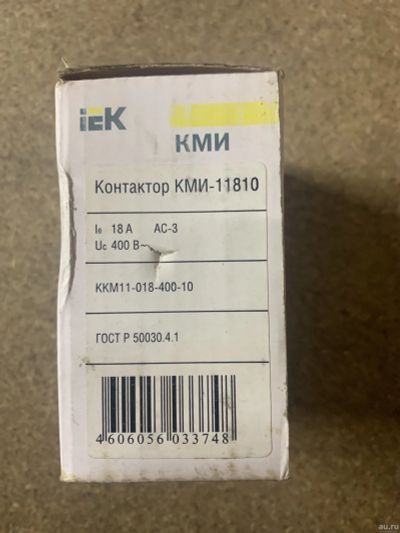 iEK
КМИ
Контактор КМИ-11810
Iе 18 А АС-3
Uс 400 В~
ККМ11-018-400-10
ГОСТ Р 50030.4.1
4 606056 033748
au.ru